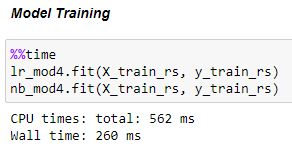 Model Training
%%time
lr_mod4.fit(X_train_rs, y_train_rs)
nb_mod4.fit(X_train_rs, y_train_rs)
CPU times: total: 562 ms
Wall time: 260 ms